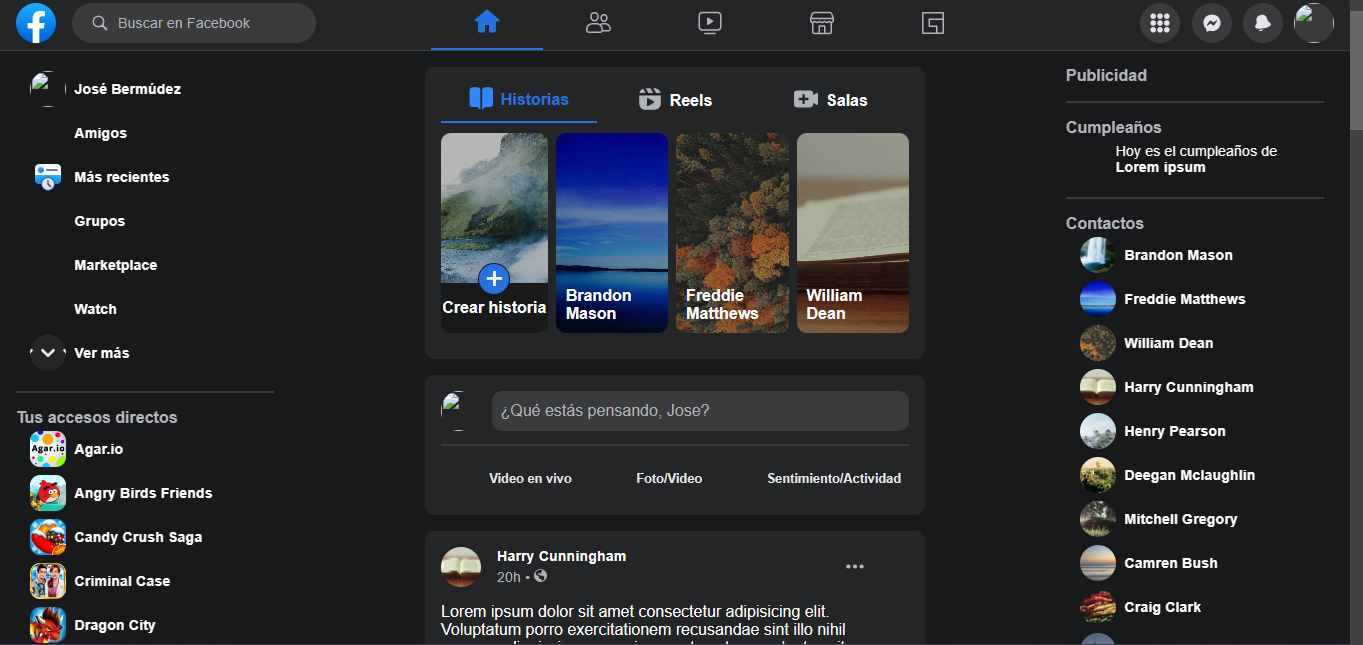 Buscar en Facebook
José Bermúdez
Amigos
Más recientes
Grupos
Marketplace
Watch
Ver más
Tus accesos directos
Agar.io
Agar.io
Angry Birds Friends
Candy Crush Saga
Criminal Case
Dragon City
Historias
Reels
Salas
Crear historia
Brandon
Mason
Freddie
Matthews
William
Dean
¿Qué estás pensando, Jose?
Video en vivo
Foto/Video
Sentimiento/Actividad
Harry Cunningham
20h •
Lorem ipsum dolor sit amet consectetur adipisicing elit.
Voluptatum porro exercitationem recusandae sint illo nihil
Publicidad
Cumpleaños
Hoy es el cumpleaños de
Lorem ipsum
Contactos
Brandon Mason
Freddie Matthews
William Dean
Harry Cunningham
Henry Pearson
Deegan Mclaughlin
Mitchell Gregory
Camren Bush
Craig Clark